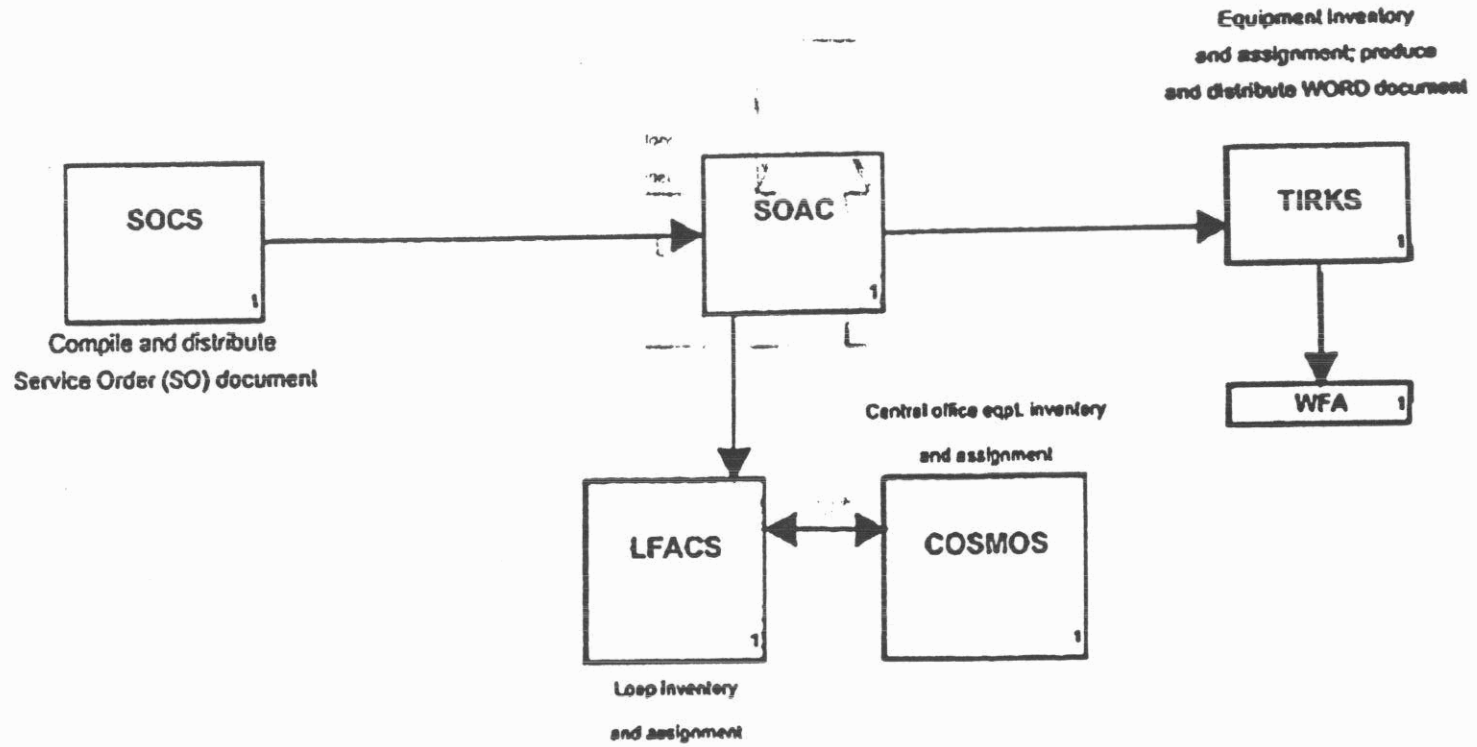 Equipment Inventory
and assignment; produce
and distribute WORD document
SOCS
1
Compile and distribute
Service Order (SO) document
SOAC
1
TIRKS
1
WFA 1
Central office eqpt. inventory
and assignment
LFACS
1
COSMOS
1
Loop inventory
and assignment